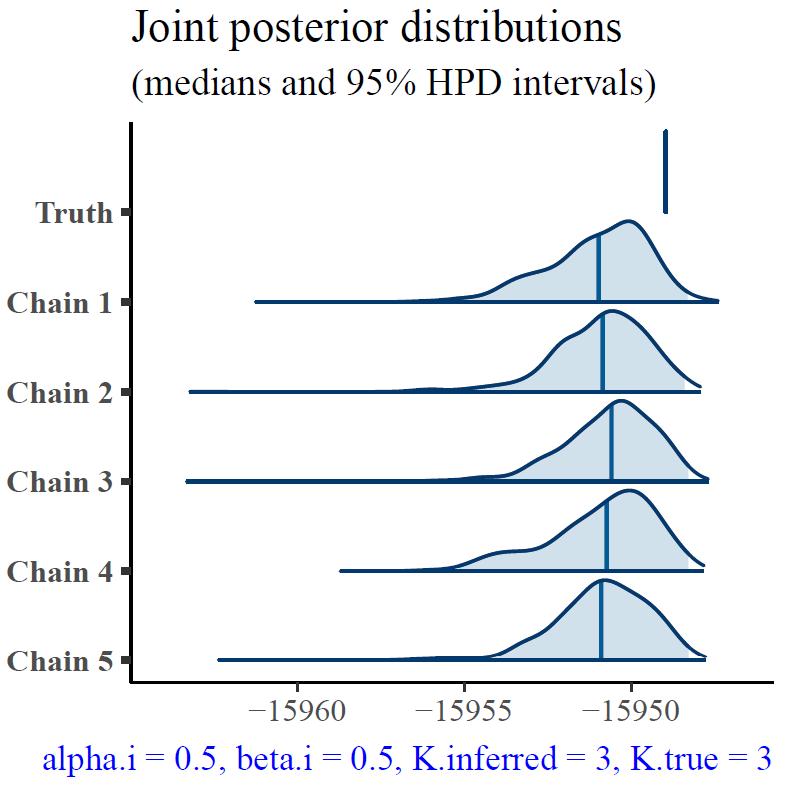 Joint posterior distributions
(medians and 95% HPD intervals)
Truth
Chain 1
Chain 2
Chain 3
Chain 4
Chain 5
−15960 −15955 −15950
alpha.i = 0.5, beta.i = 0.5, K.inferred = 3, K.true = 3